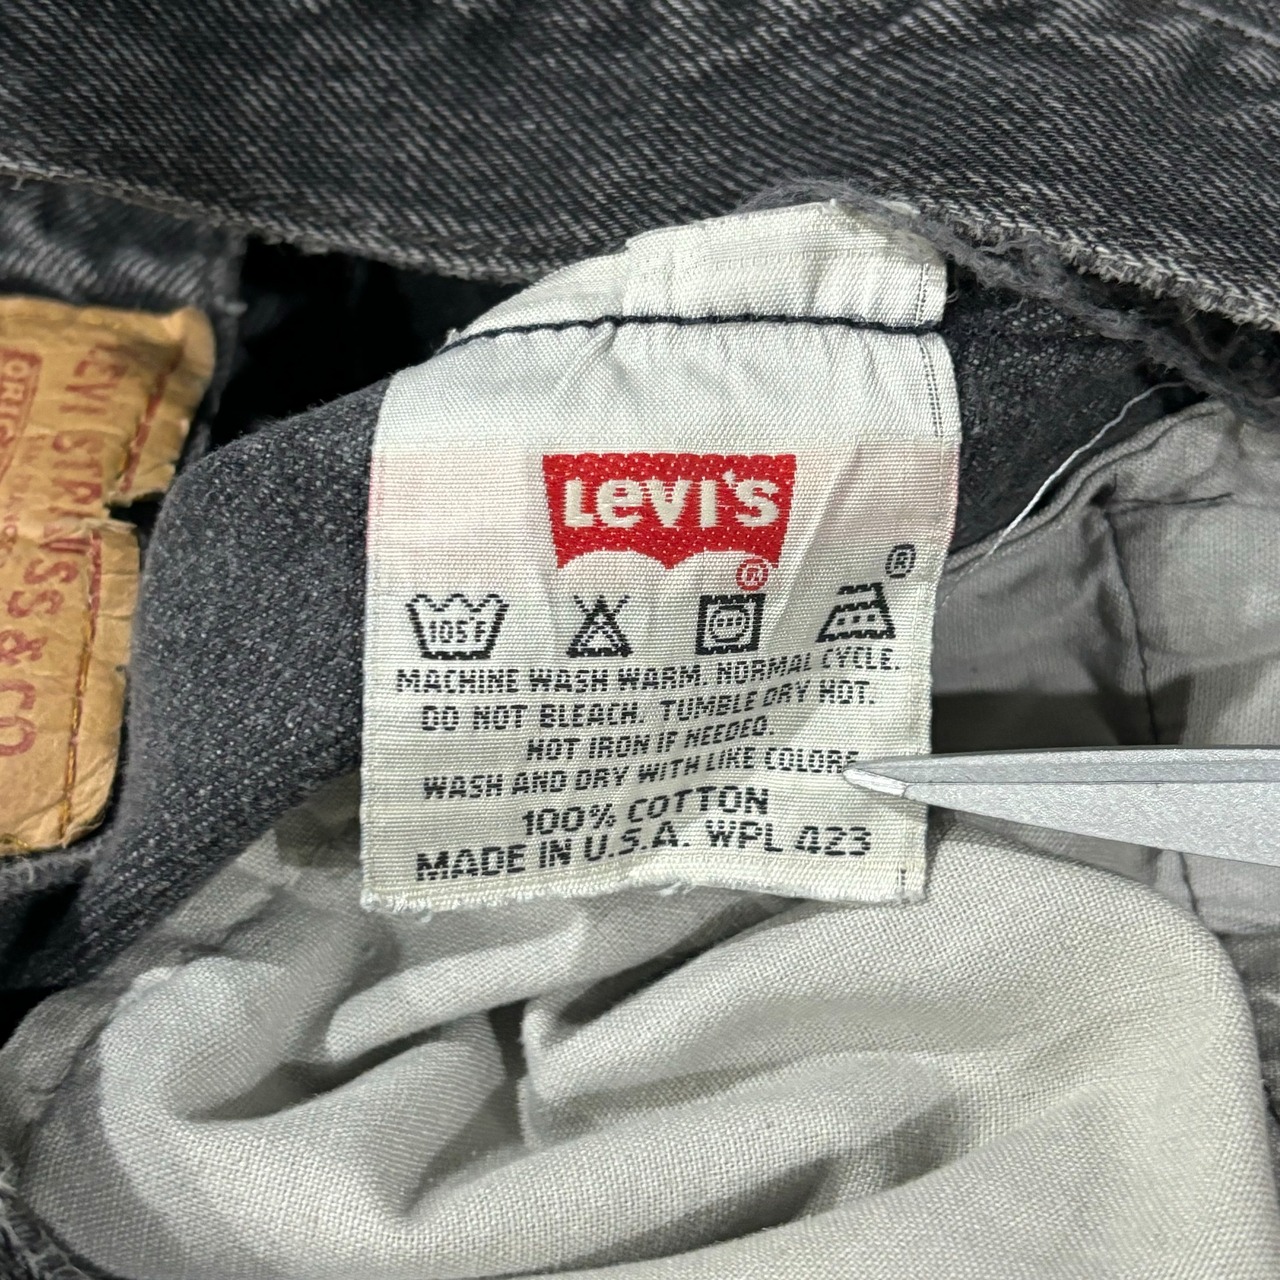 LEVI STRAUSS & CO
LEVI'S
®
®
105°F
MACHINE WASH WARM. NORMAL CYCLE.
DO NOT BLEACH. TUMBLE DRY HOT.
HOT IRON IF NEEDED.
WASH AND DRY WITH LIKE COLORS
100% COTTON
MADE IN U.S.A. WPL 423